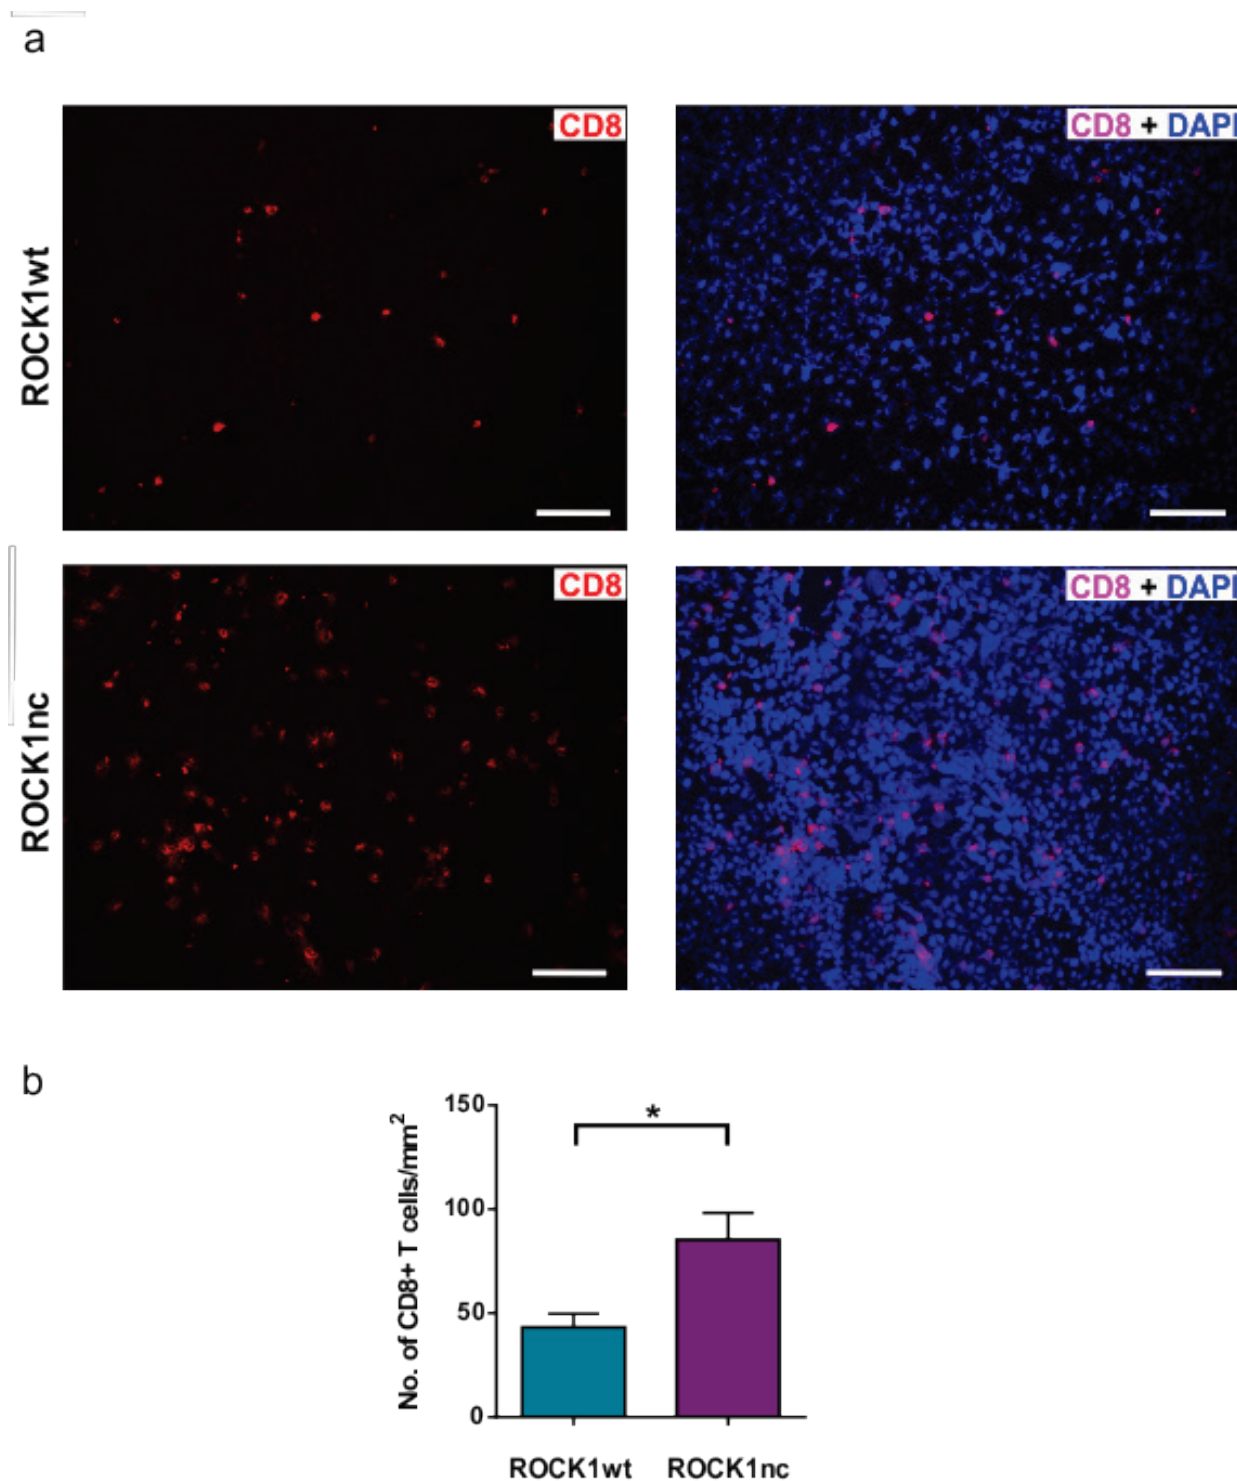 a
CD8
CD8 + DAPI
ROCK1wt
CD8
CD8 + DAPI
ROCK1nc
b
No. of CD8+ T cells/mm²
150
100
50
0
*
ROCK1wt ROCK1nc